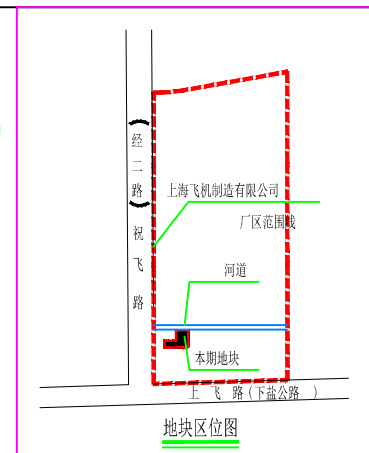 （经二路）祝飞路
上海飞机制造有限公司
厂区范围线
河道
本期地块
上飞路（下盐公路）
地块区位图